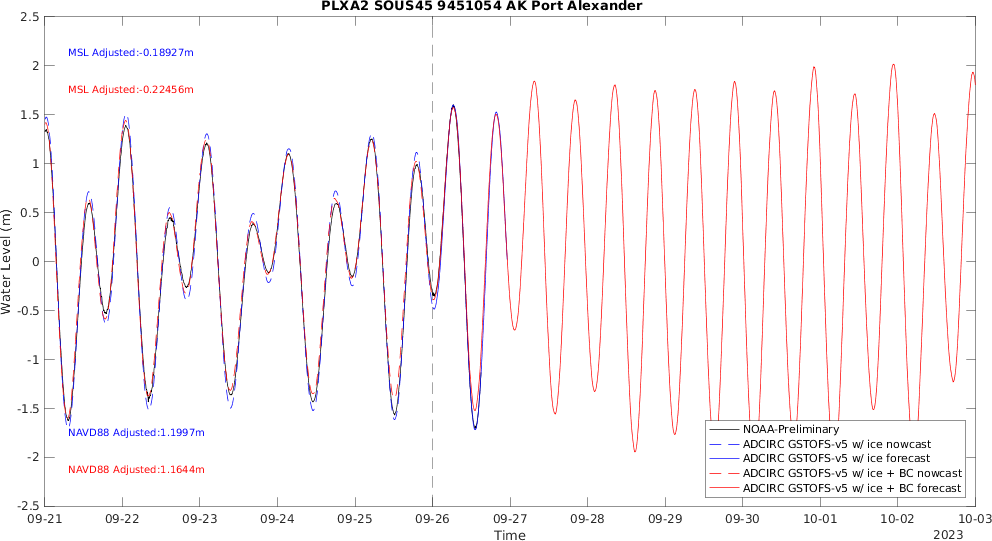 PLXA2 SOUS45 9451054 AK Port Alexander
2.5
2
1.5
1
0.5
0
-0.5
-1
-1.5
-2
-2.5
Water Level (m)
MSL Adjusted:-0.18927m
MSL Adjusted:-0.22456m
NAVD88 Adjusted:1.1997m
NAVD88 Adjusted:1.1644m
NOAA-Preliminary
ADCIRC GSTOFS-v5 w/ ice nowcast
ADCIRC GSTOFS-v5 w/ ice forecast
ADCIRC GSTOFS-v5 w/ ice + BC nowcast
ADCIRC GSTOFS-v5 w/ ice + BC forecast
09-21 09-22 09-23 09-24 09-25 09-26 09-27 09-28 09-29 09-30 10-01 10-02 10-03
Time
2023